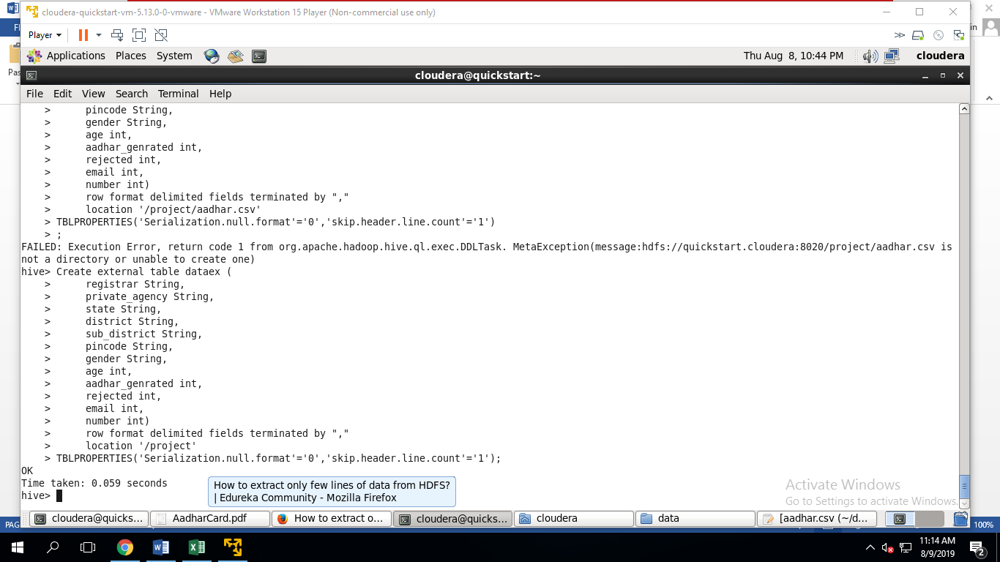 cloudera-quickstart-vm-5.13.0-0-vmware - VMware Workstation 15 Player (Non-commercial use only)
Player
Applications Places System Thu Aug 8, 10:44 PM cloudera
cloudera@quickstart:~
File Edit View Search Terminal Help
> pincode String,
> gender String,
> age int,
> aadhar_genrated int,
> rejected int,
> email int,
> number int)
> row format delimited fields terminated by ","
> location '/project/aadhar.csv'
> TBLPROPERTIES('Serialization.null.format'='0','skip.header.line.count'='1')
> ;
FAILED: Execution Error, return code 1 from org.apache.hadoop.hive.ql.exec.DDLTask. MetaException(message:hdfs://quickstart.cloudera:8020/project/aadhar.csv is
not a directory or unable to create one)
hive> Create external table dataex (
> registrar String,
> private_agency String,
> state String,
> district String,
> sub_district String,
> pincode String,
> gender String,
> age int,
> aadhar_genrated int,
> rejected int,
> email int,
> number int)
> row format delimited fields terminated by ","
> location '/project'
> TBLPROPERTIES('Serialization.null.format'='0','skip.header.line.count'='1');
OK
Time taken: 0.059 seconds
hive>
How to extract only few lines of data from HDFS?
| Edureka Community - Mozilla Firefox
Activate Windows
Go to Settings to activate Windows.
cloudera@quicks... AadharCard.pdf How to extract o... cloudera@quicks... cloudera data [aadhar.csv (~/d...
PAG 100%
11:14 AM
8/9/2019
2